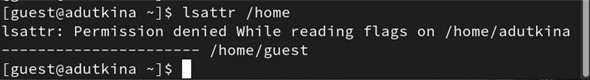 [guest@adutkina ~]$ lsattr /home
lsattr: Permission denied While reading flags on /home/adutkina
---------------------- /home/guest
[guest@adutkina ~]$